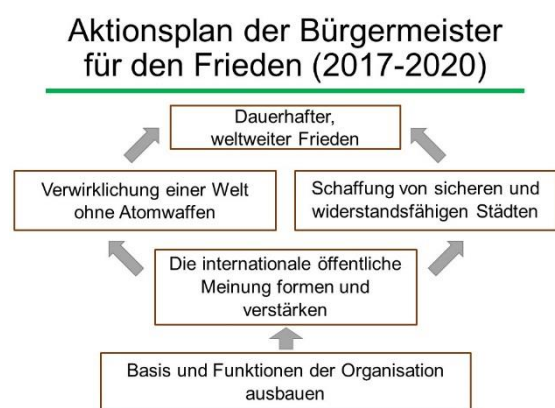 Aktionsplan der Bürgermeister
für den Frieden (2017-2020)
Dauerhafter,
weltweiter Frieden
Verwirklichung einer Welt
ohne Atomwaffen
Schaffung von sicheren und
widerstandsfähigen Städten
Die internationale öffentliche
Meinung formen und
verstärken
Basis und Funktionen der Organisation
ausbauen